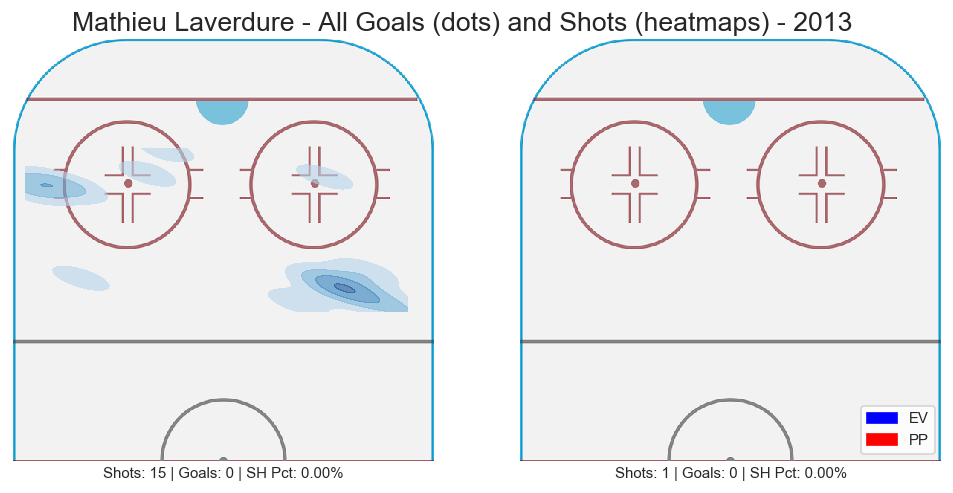 Mathieu Laverdure - All Goals (dots) and Shots (heatmaps) - 2013
EV
PP
Shots: 15 | Goals: 0 | SH Pct: 0.00%
Shots: 1 | Goals: 0 | SH Pct: 0.00%